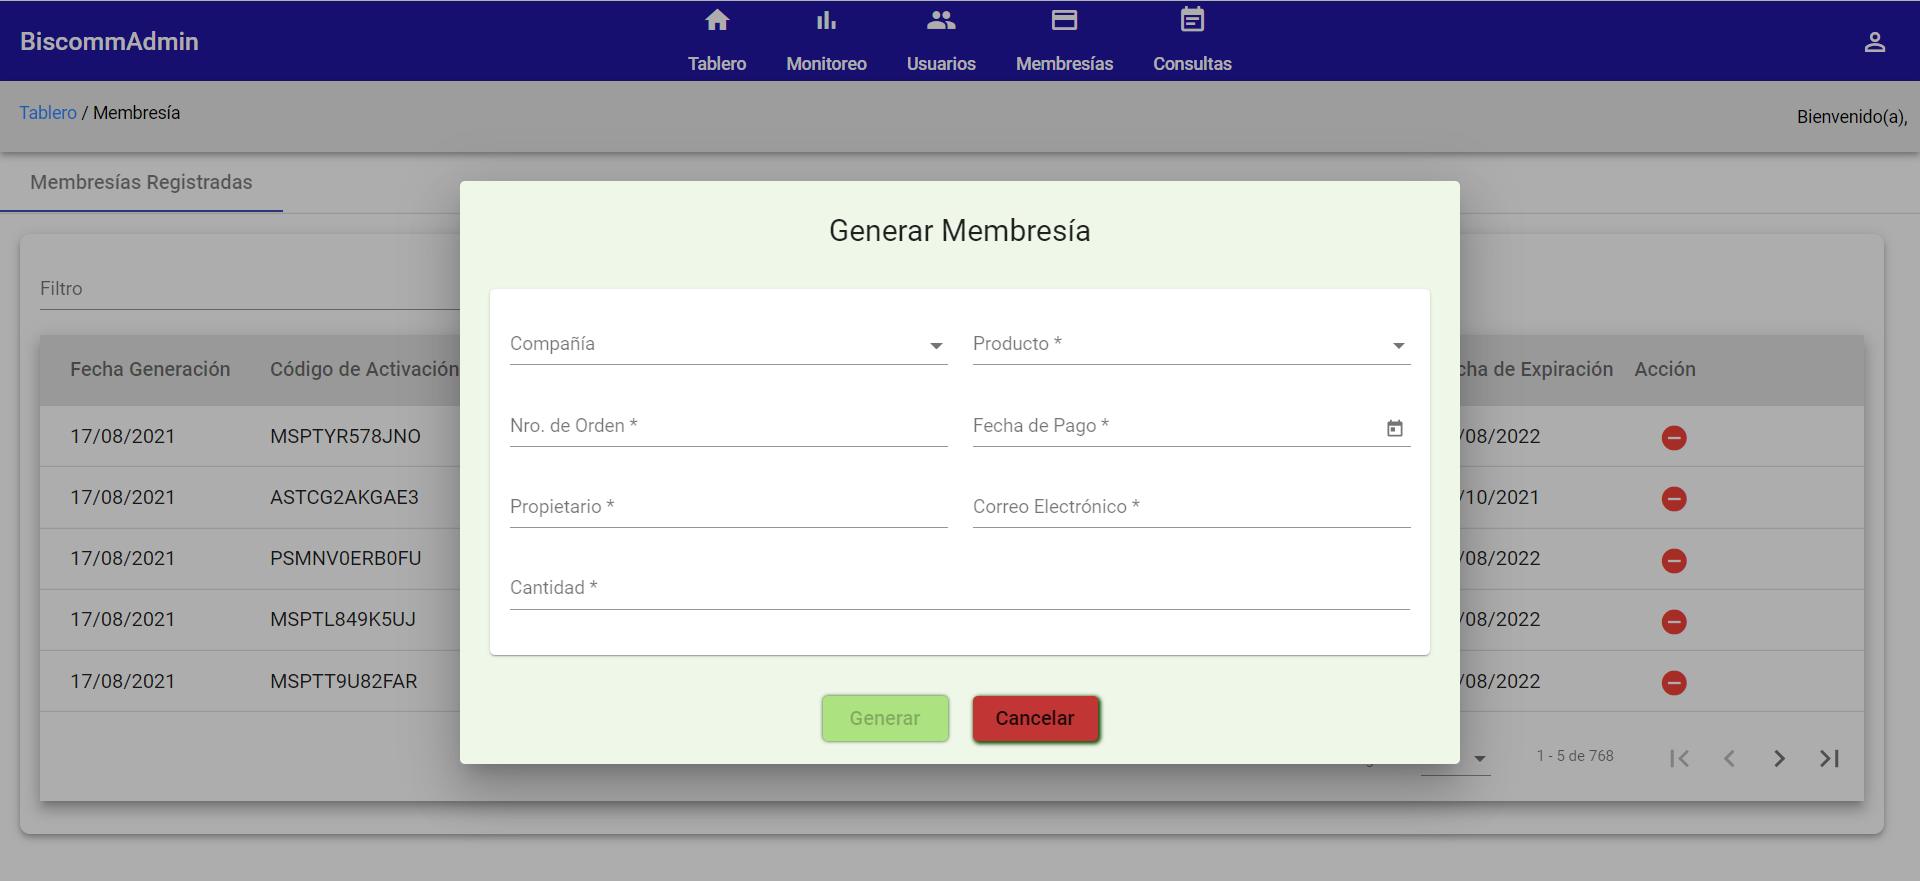 BiscommAdmin
Tablero
Monitoreo
Usuarios
Membresías
Consultas
Tablero / Membresía
Bienvenido(a),
Membresías Registradas
Generar Membresía
Filtro
Compañía
Producto *
Nro. de Orden *
Fecha de Pago *
Propietario *
Correo Electrónico *
Cantidad *
Generar
Cancelar
Fecha Generación Código de Activación cha de Expiración Acción
17/08/2021 MSPTYR578JNO /08/2022
17/08/2021 ASTCG2AKGAE3 /10/2021
17/08/2021 PSMNV0ERB0FU /08/2022
17/08/2021 MSPTL849K5UJ /08/2022
17/08/2021 MSPTT9U82FAR /08/2022
1 - 5 de 768